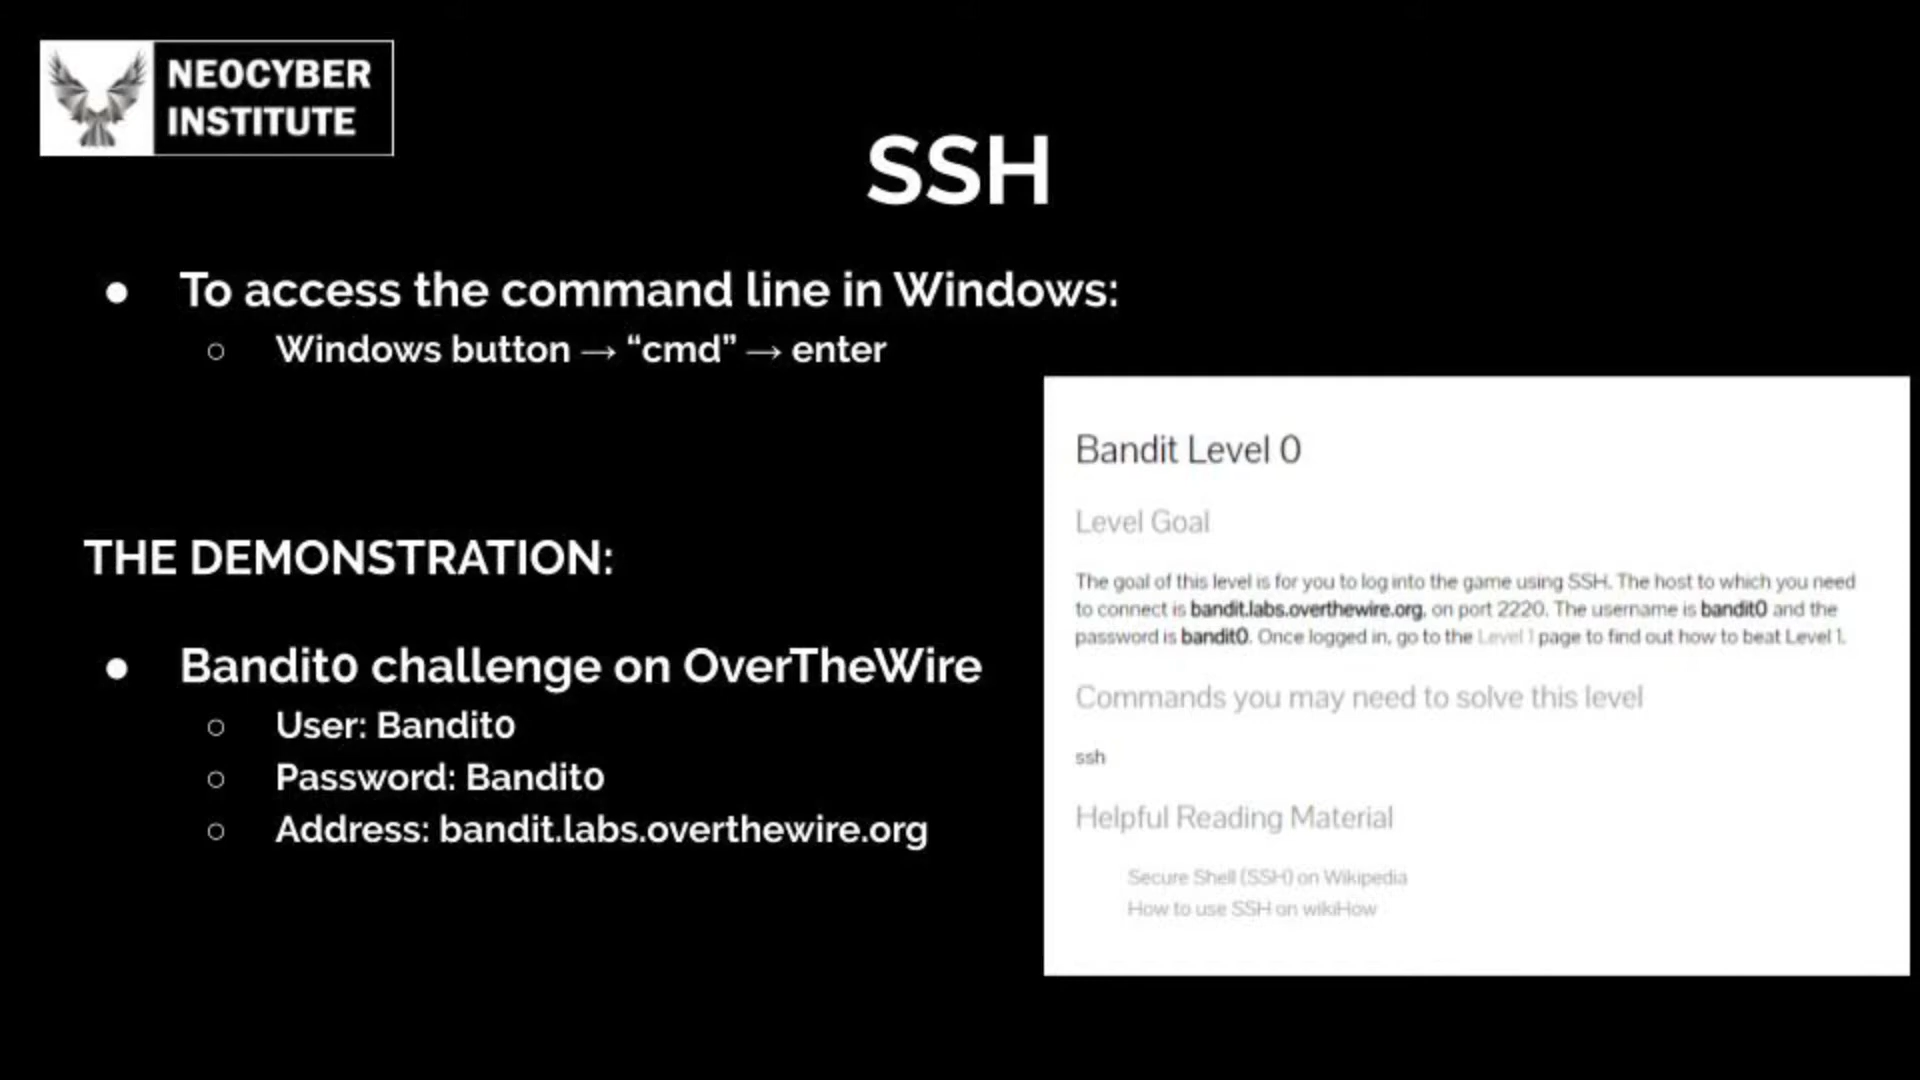 NEOCYBER
INSTITUTE
SSH
● To access the command line in Windows:
○ Windows button → “cmd” → enter
THE DEMONSTRATION:
● Bandit0 challenge on OverTheWire
○ User: Bandit0
○ Password: Bandit0
○ Address: bandit.labs.overthewire.org
Bandit Level 0
Level Goal
The goal of this level is for you to log into the game using SSH. The host to which you need
to connect is bandit.labs.overthewire.org, on port 2220. The username is bandit0 and the
password is bandit0. Once logged in, go to the Level 1 page to find out how to beat Level 1.
Commands you may need to solve this level
ssh
Helpful Reading Material
Secure Shell (SSH) on Wikipedia
How to use SSH on wikiHow